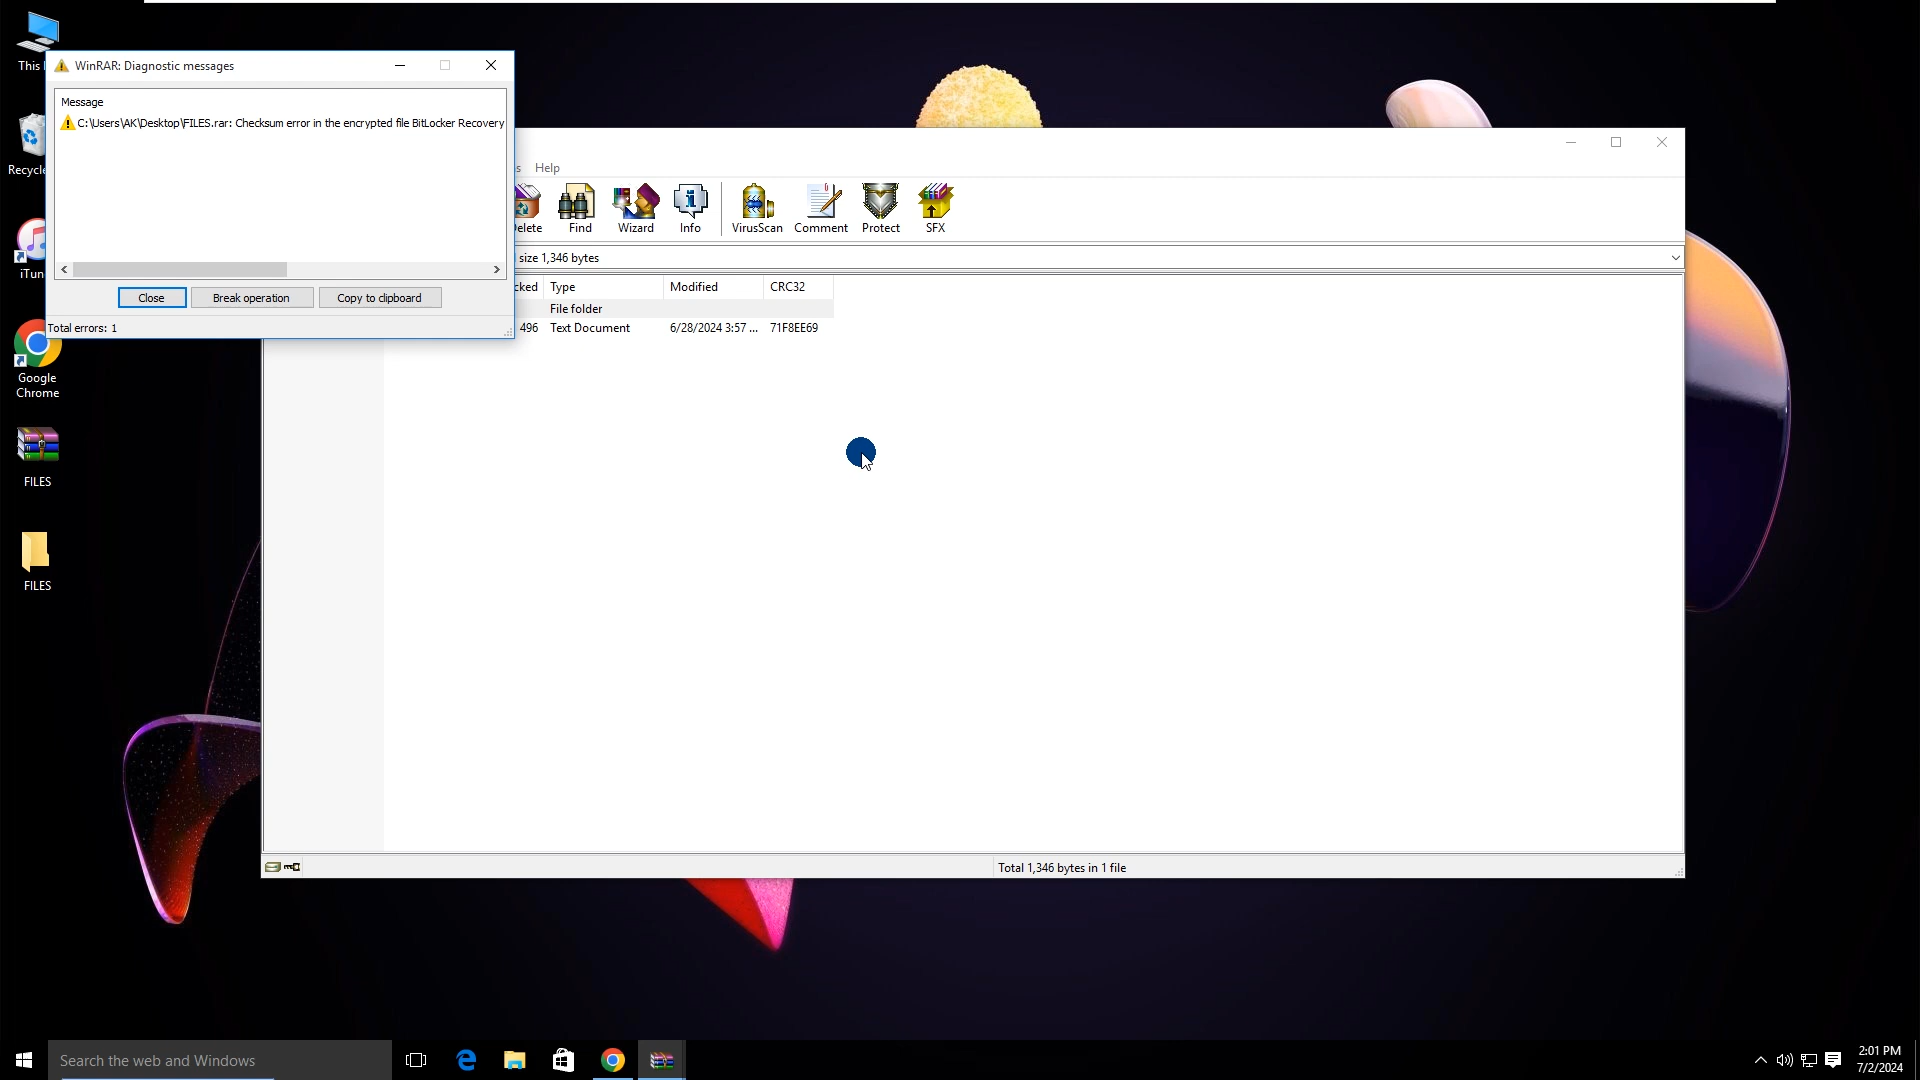 This
Recycle
iTun
Google
Chrome
FILES
FILES
WinRAR: Diagnostic messages
Message
C:\Users\AK\Desktop\FILES.rar: Checksum error in the encrypted file BitLocker Recovery
Close
Break operation
Copy to clipboard
Total errors: 1
s Help
elete
Find
Wizard
Info
VirusScan
Comment
Protect
SFX
size 1,346 bytes
cked
Type
Modified
CRC32
File folder
496 Text Document 6/28/2024 3:57 ... 71F8EE69
Total 1,346 bytes in 1 file
Search the web and Windows
2:01 PM
7/2/2024